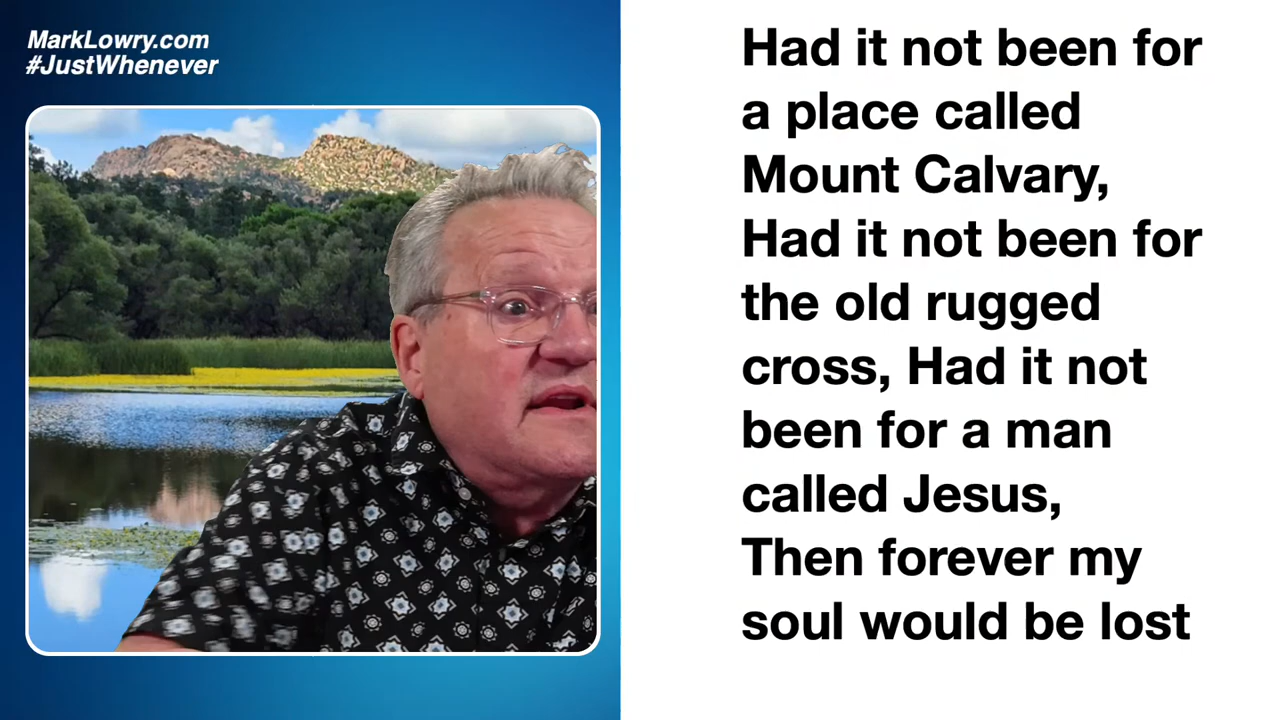 MarkLowry.com
#JustWhenever
Had it not been for
a place called
Mount Calvary,
Had it not been for
the old rugged
cross, Had it not
been for a man
called Jesus,
Then forever my
soul would be lost